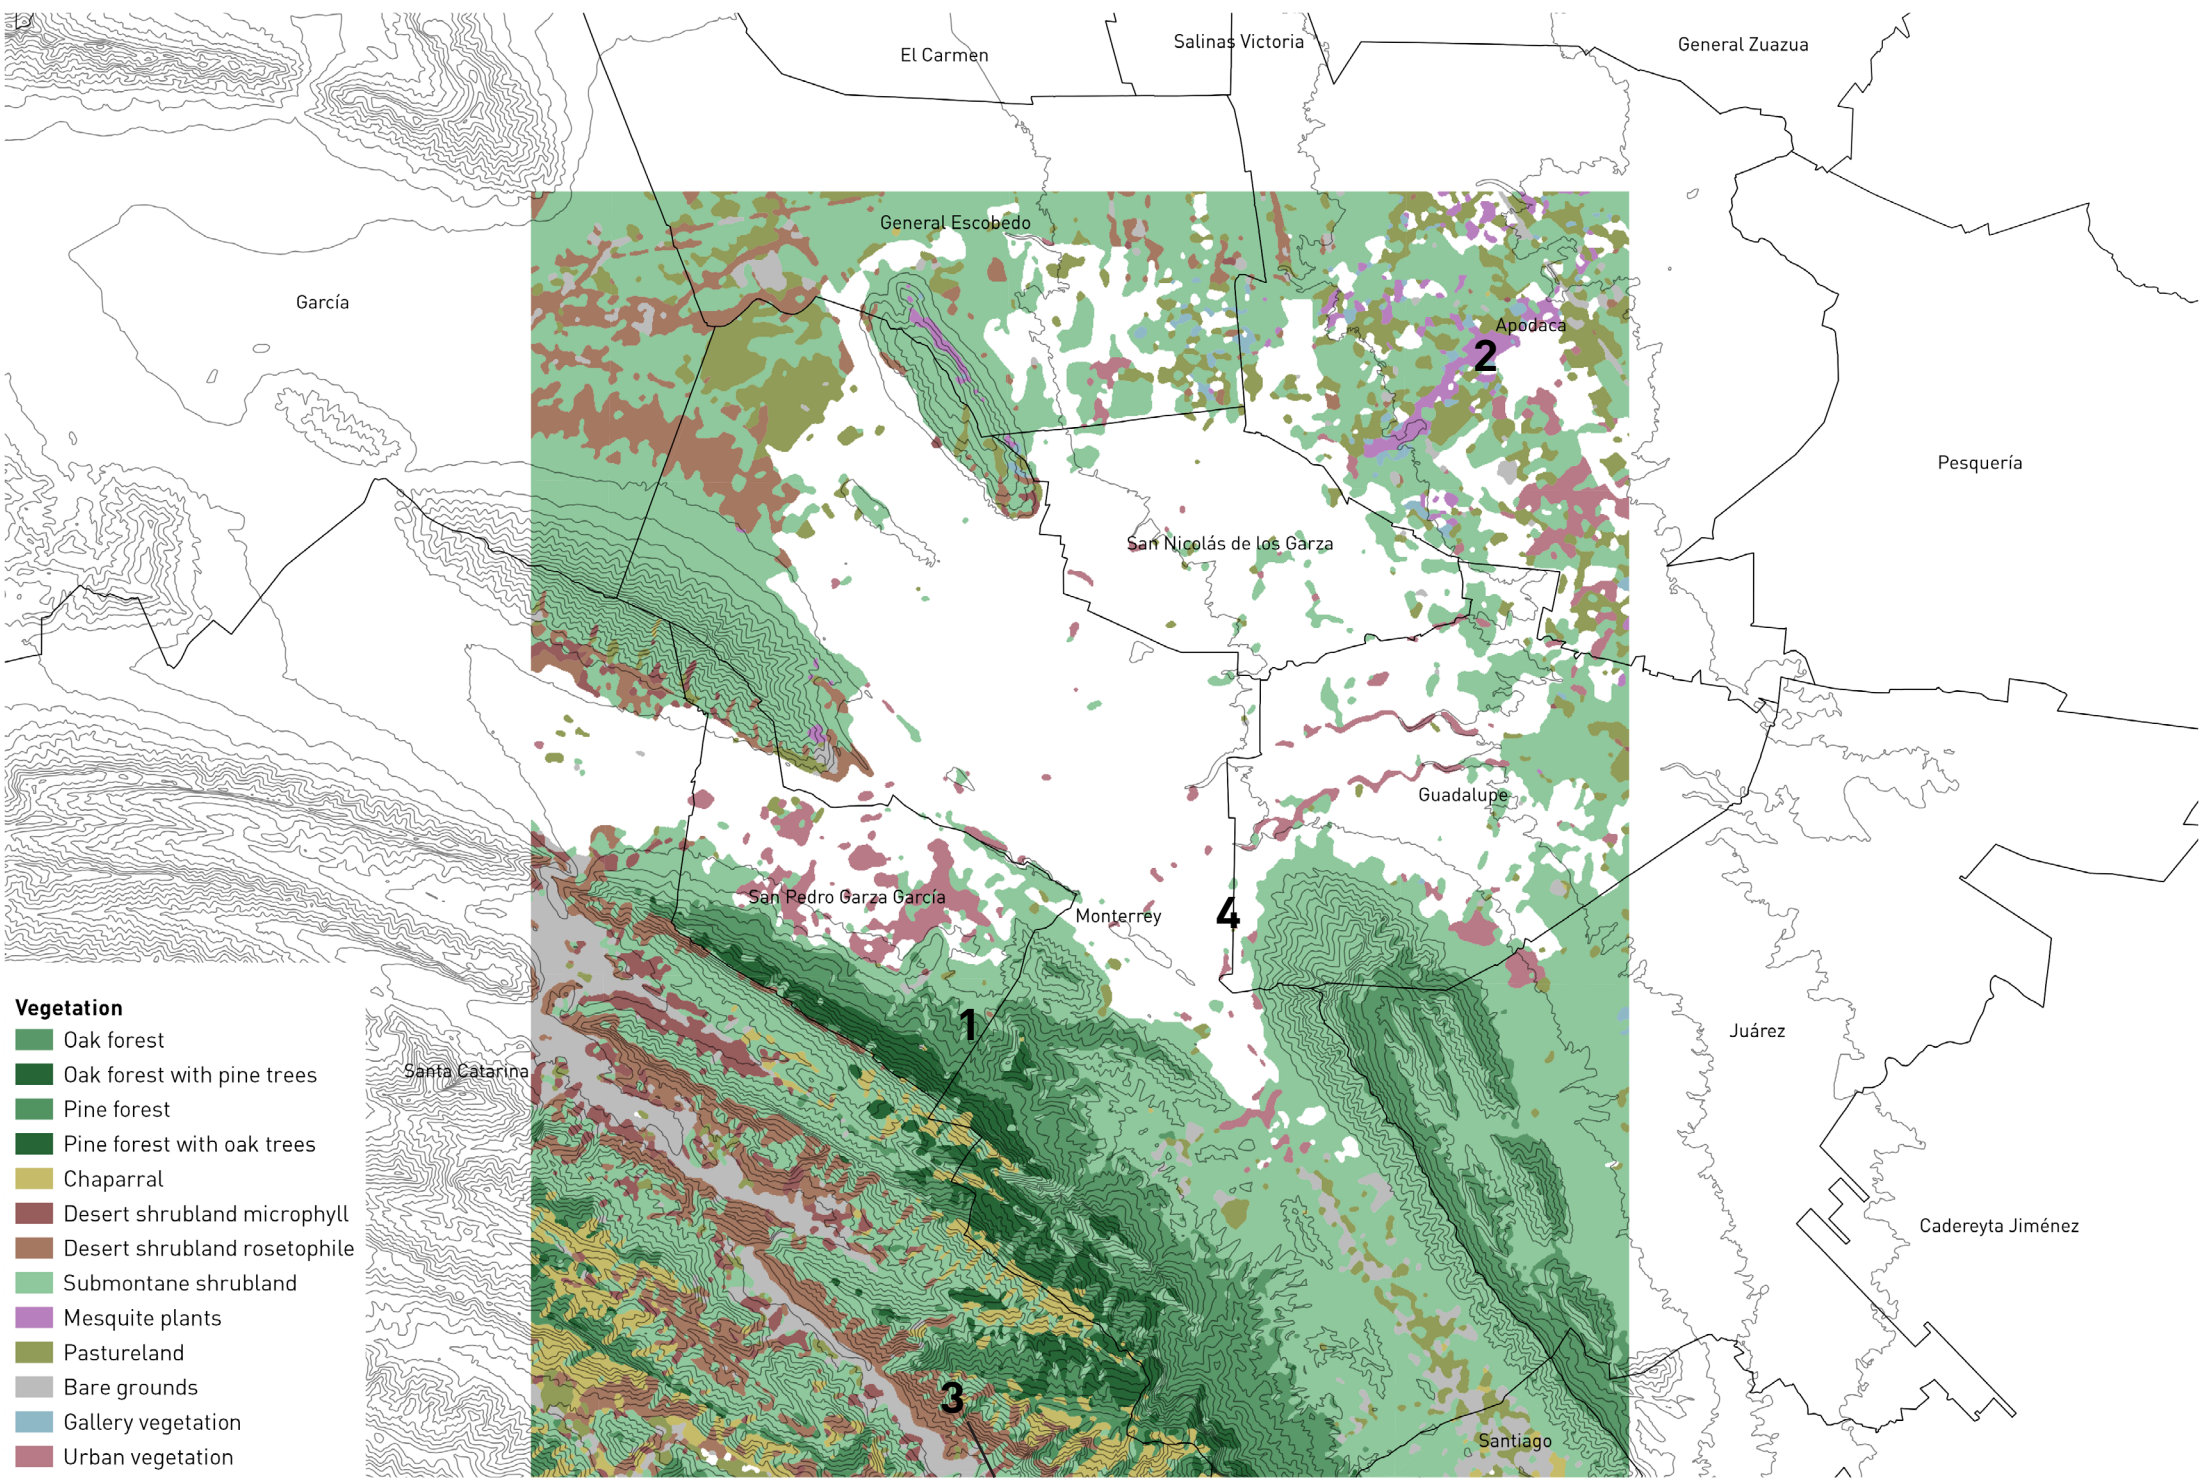 El Carmen
Salinas Victoria
General Zuazua
General Escobedo
García
Apodaca
2
Pesquería
San Nicolás de los Garza
Guadalupe
San Pedro Garza García
Monterrey
4
1
Juárez
Santa Catarina
Cadereyta Jiménez
3
Santiago
Vegetation
Oak forest
Oak forest with pine trees
Pine forest
Pine forest with oak trees
Chaparral
Desert shrubland microphyll
Desert shrubland rosetophile
Submontane shrubland
Mesquite plants
Pastureland
Bare grounds
Gallery vegetation
Urban vegetation